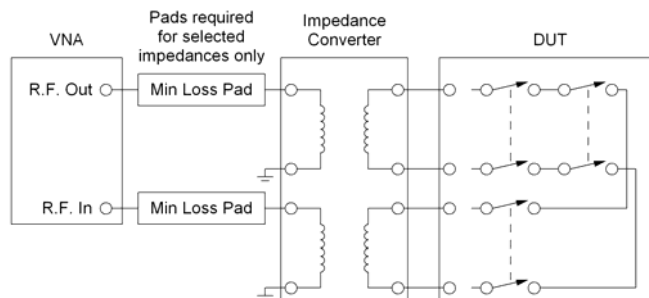 VNA
Pads required
for selected
impedances only
Impedance
Converter
DUT
R.F. Out
Min Loss Pad
R.F. In
Min Loss Pad